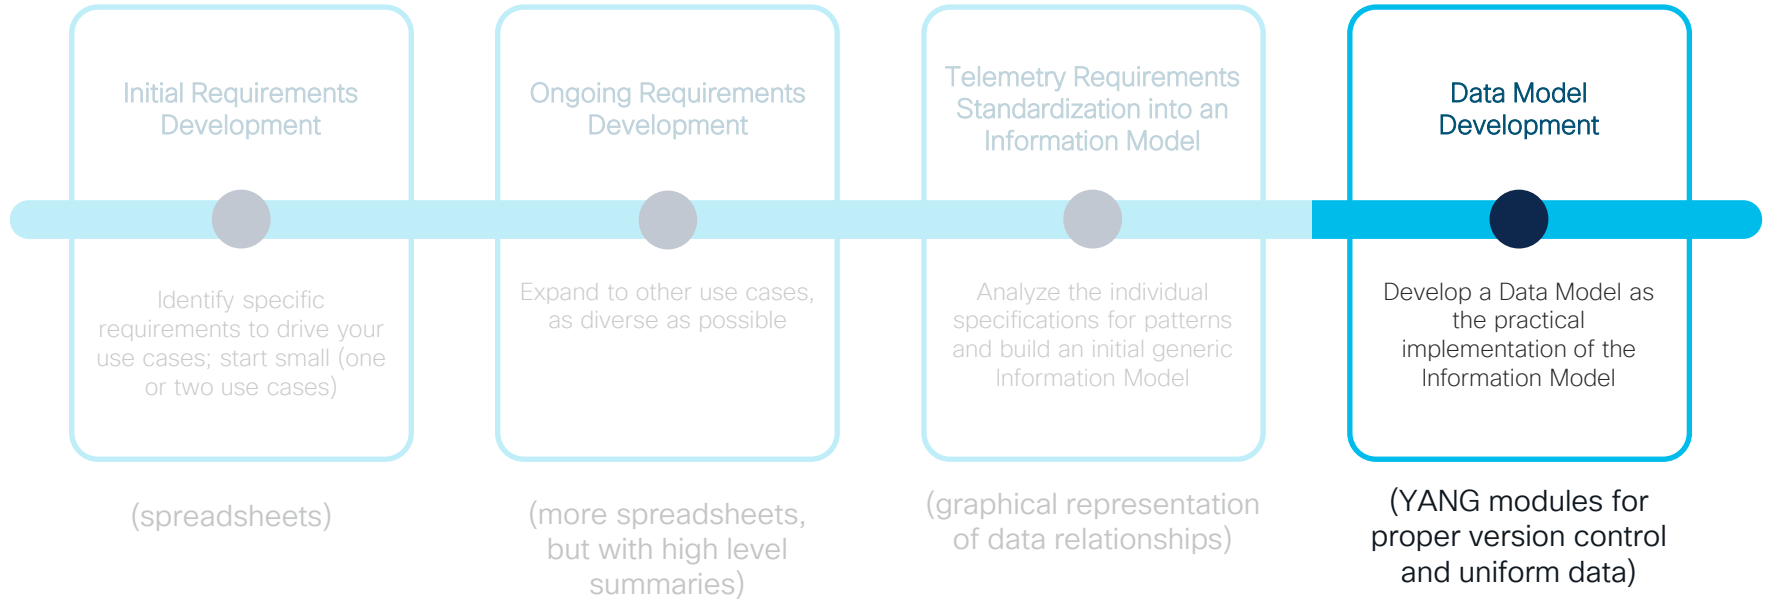 Initial Requirements
Development
Identify specific
requirements to drive your
use cases; start small (one
or two use cases)
(spreadsheets)
Ongoing Requirements
Development
Expand to other use cases,
as diverse as possible
(more spreadsheets,
but with high level
summaries)
Telemetry Requirements
Standardization into an
Information Model
Analyze the individual
specifications for patterns
and build an initial generic
Information Model
(graphical representation
of data relationships)
Data Model
Development
Develop a Data Model as
the practical
implementation of the
Information Model
(YANG modules for
proper version control
and uniform data)